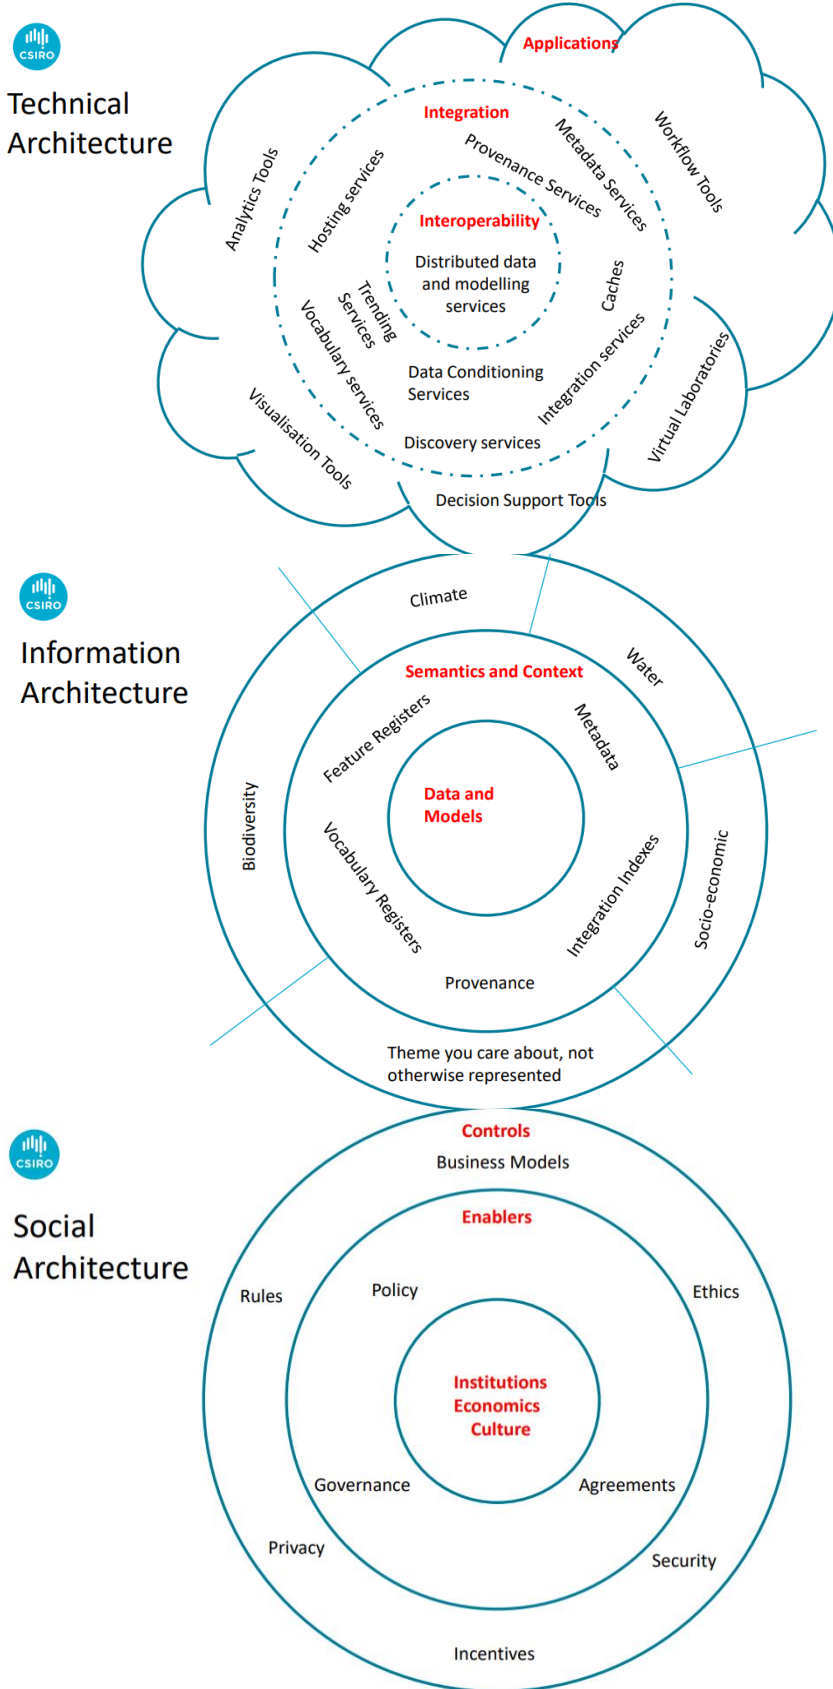 CSIRO
Technical
Architecture
Applications
Integration
Provenance Services
Metadata Services
Workflow Tools
Analytics Tools
Hosting services
Interoperability
Distributed data
and modelling
services
Caches
Trending
Services
Vocabulary services
Data Conditioning
Services
Integration services
Virtual Laboratories
Visualisation Tools
Discovery services
Decision Support Tools
CSIRO
Information
Architecture
Climate
Water
Semantics and Context
Feature Registers
Metadata
Data and
Models
Biodiversity
Vocabulary Registers
Integration Indexes
Socio-economic
Provenance
Theme you care about, not
otherwise represented
CSIRO
Social
Architecture
Controls
Business Models
Enablers
Rules
Policy
Ethics
Institutions
Economics
Culture
Governance
Agreements
Privacy
Security
Incentives